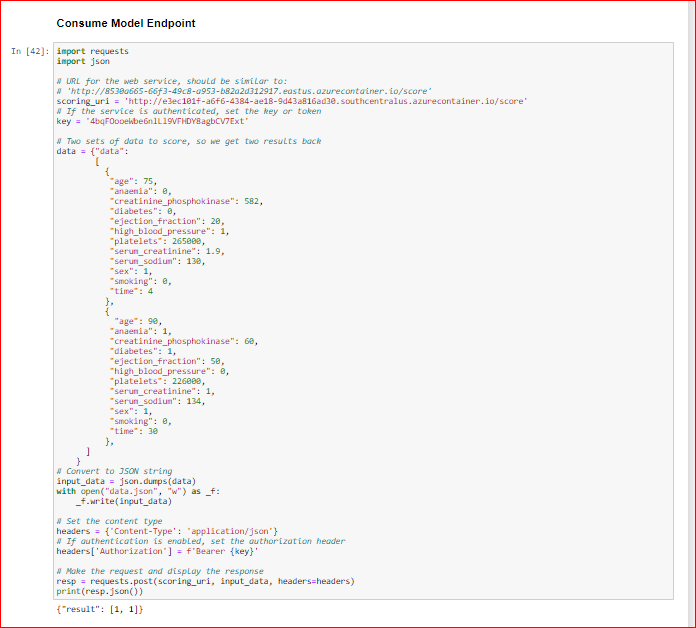 Consume Model Endpoint
In [42]: import requests
import json
# URL for the web service, should be similar to:
# 'http://8530a665-66f3-49c8-a953-b82a2d312917.eastus.azurecontainer.io/score'
scoring_uri = 'http://e3ec101f-a6f6-4384-ae18-9d43a816ad30.southcentralus.azurecontainer.io/score'
# If the service is authenticated, set the key or token
key = '4bqFOooeWbe6nlLl9VFHDY8agbCV7Ext'
# Two sets of data to score, so we get two results back
data = {"data":
[
{
"age": 75,
"anaemia": 0,
"creatinine_phosphokinase": 582,
"diabetes": 0,
"ejection_fraction": 20,
"high_blood_pressure": 1,
"platelets": 265000,
"serum_creatinine": 1.9,
"serum_sodium": 130,
"sex": 1,
"smoking": 0,
"time": 4
},
{
"age": 90,
"anaemia": 1,
"creatinine_phosphokinase": 60,
"diabetes": 1,
"ejection_fraction": 50,
"high_blood_pressure": 0,
"platelets": 226000,
"serum_creatinine": 1,
"serum_sodium": 134,
"sex": 1,
"smoking": 0,
"time": 30
},
]
}
# Convert to JSON string
input_data = json.dumps(data)
with open("data.json", "w") as _f:
_f.write(input_data)
# Set the content type
headers = {'Content-Type': 'application/json'}
# If authentication is enabled, set the authorization header
headers['Authorization'] = f'Bearer {key}'
# Make the request and display the response
resp = requests.post(scoring_uri, input_data, headers=headers)
print(resp.json())
{"result": [1, 1]}